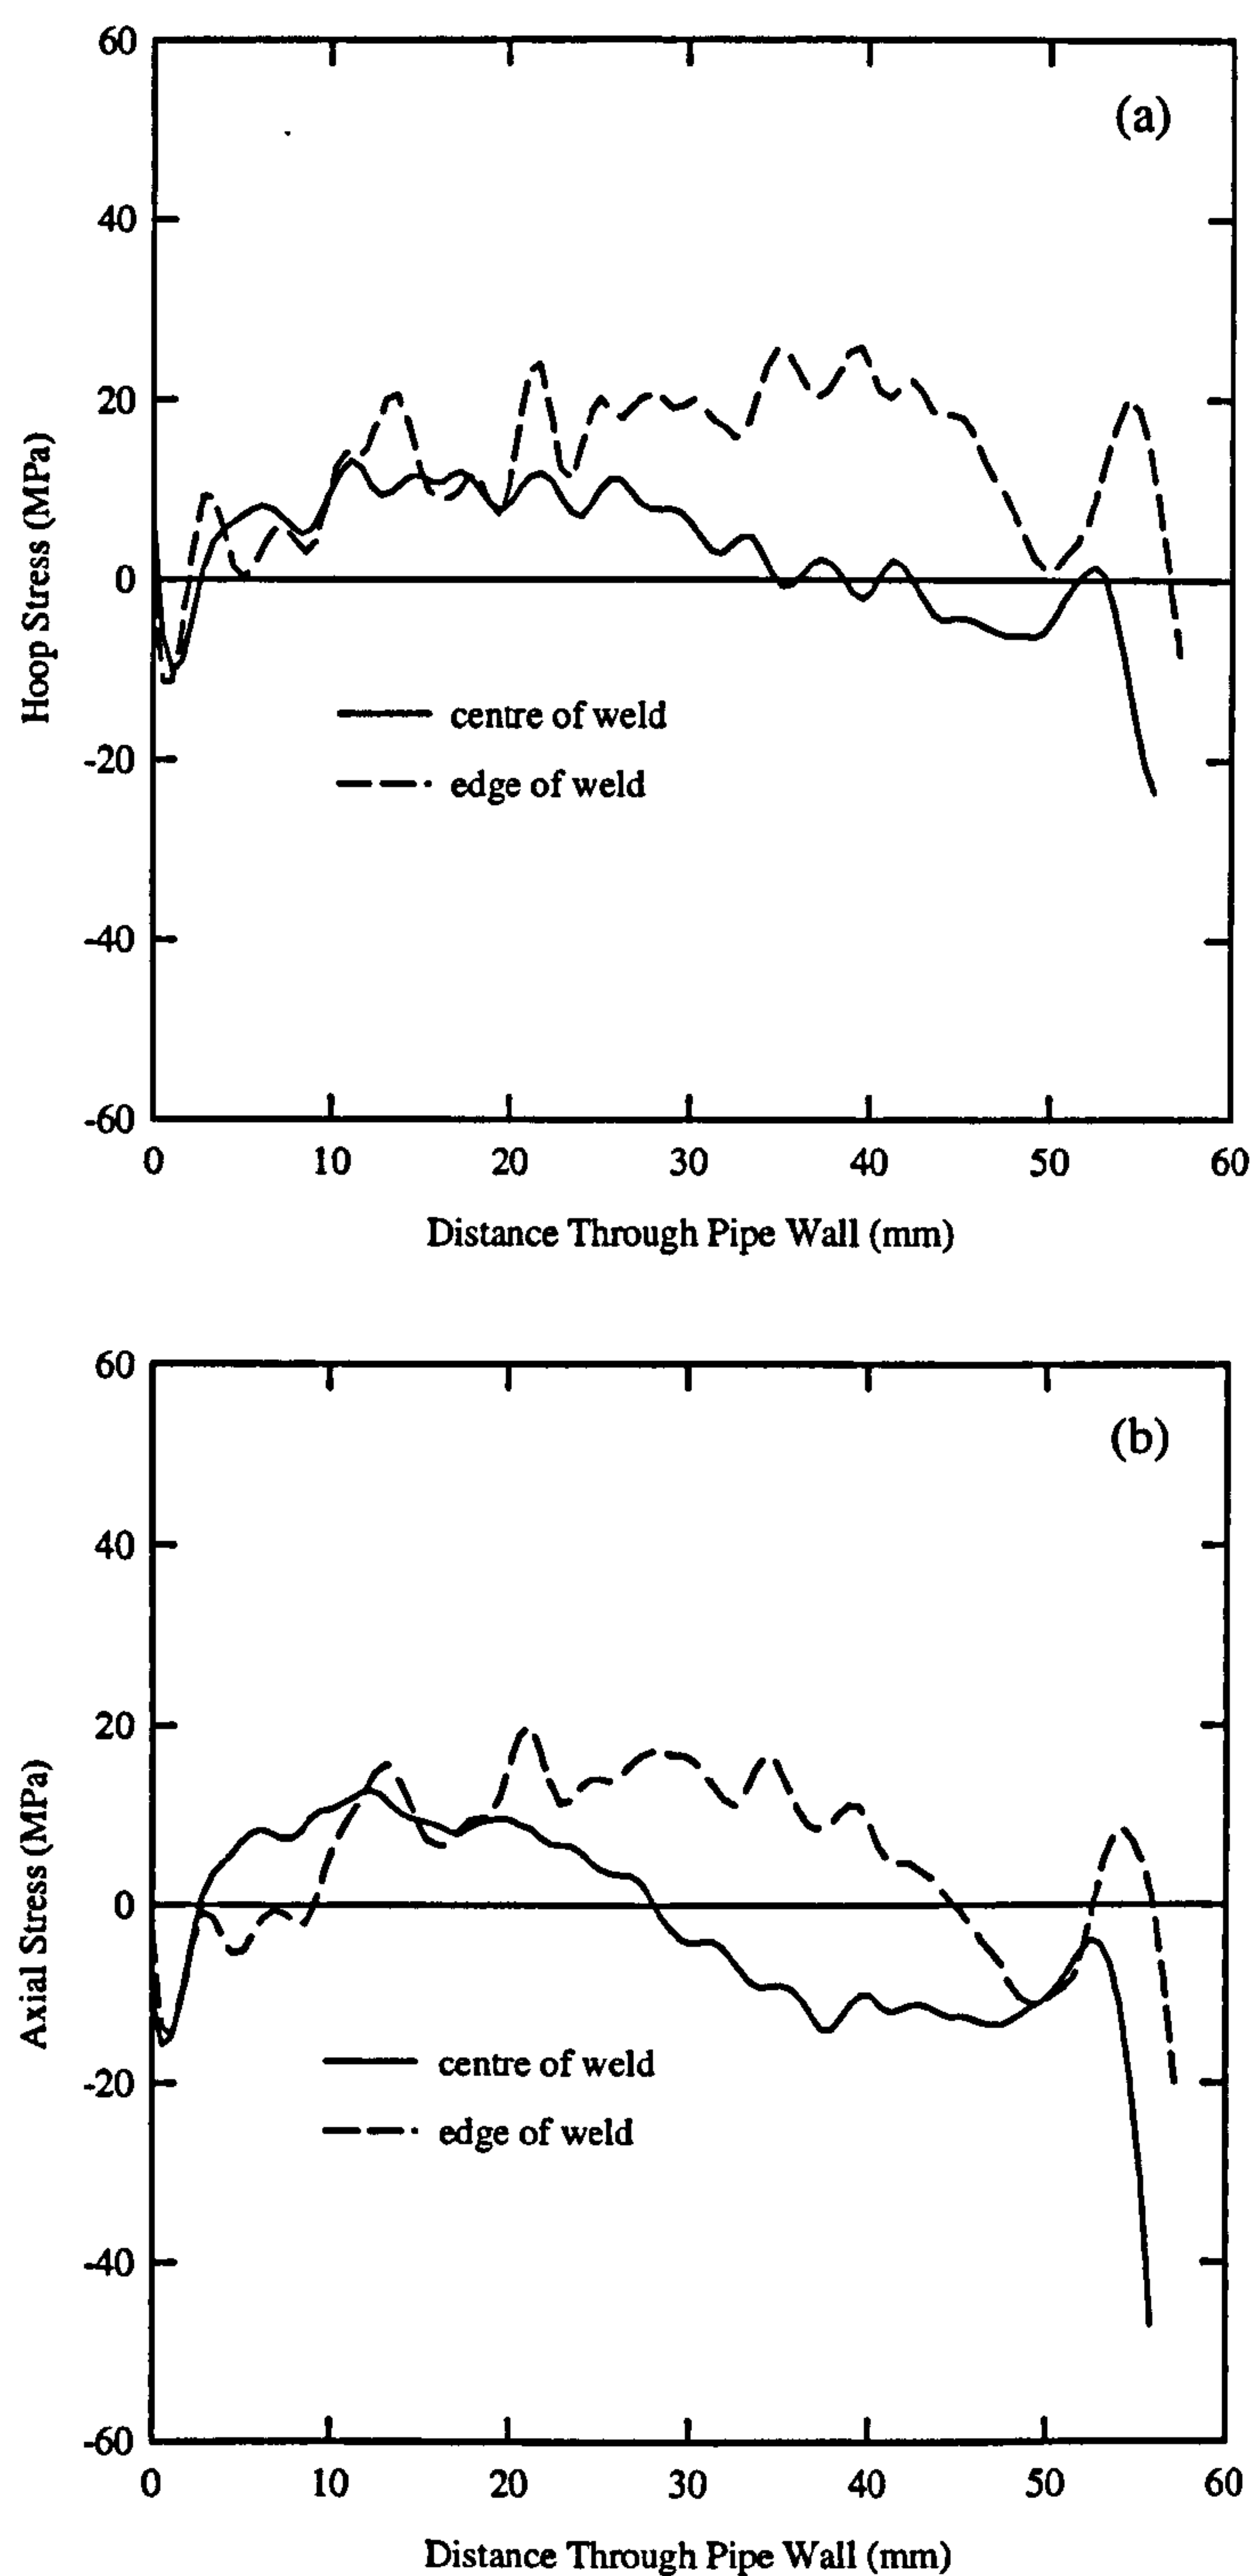 (a)
60
40
20
0
-20
-40
-60
Hoop Stress (MPa)
centre of weld
edge of weld
0 10 20 30 40 50 60
Distance Through Pipe Wall (mm)
(b)
60
40
20
0
-20
-40
-60
Axial Stress (MPa)
centre of weld
edge of weld
0 10 20 30 40 50 60
Distance Through Pipe Wall (mm)